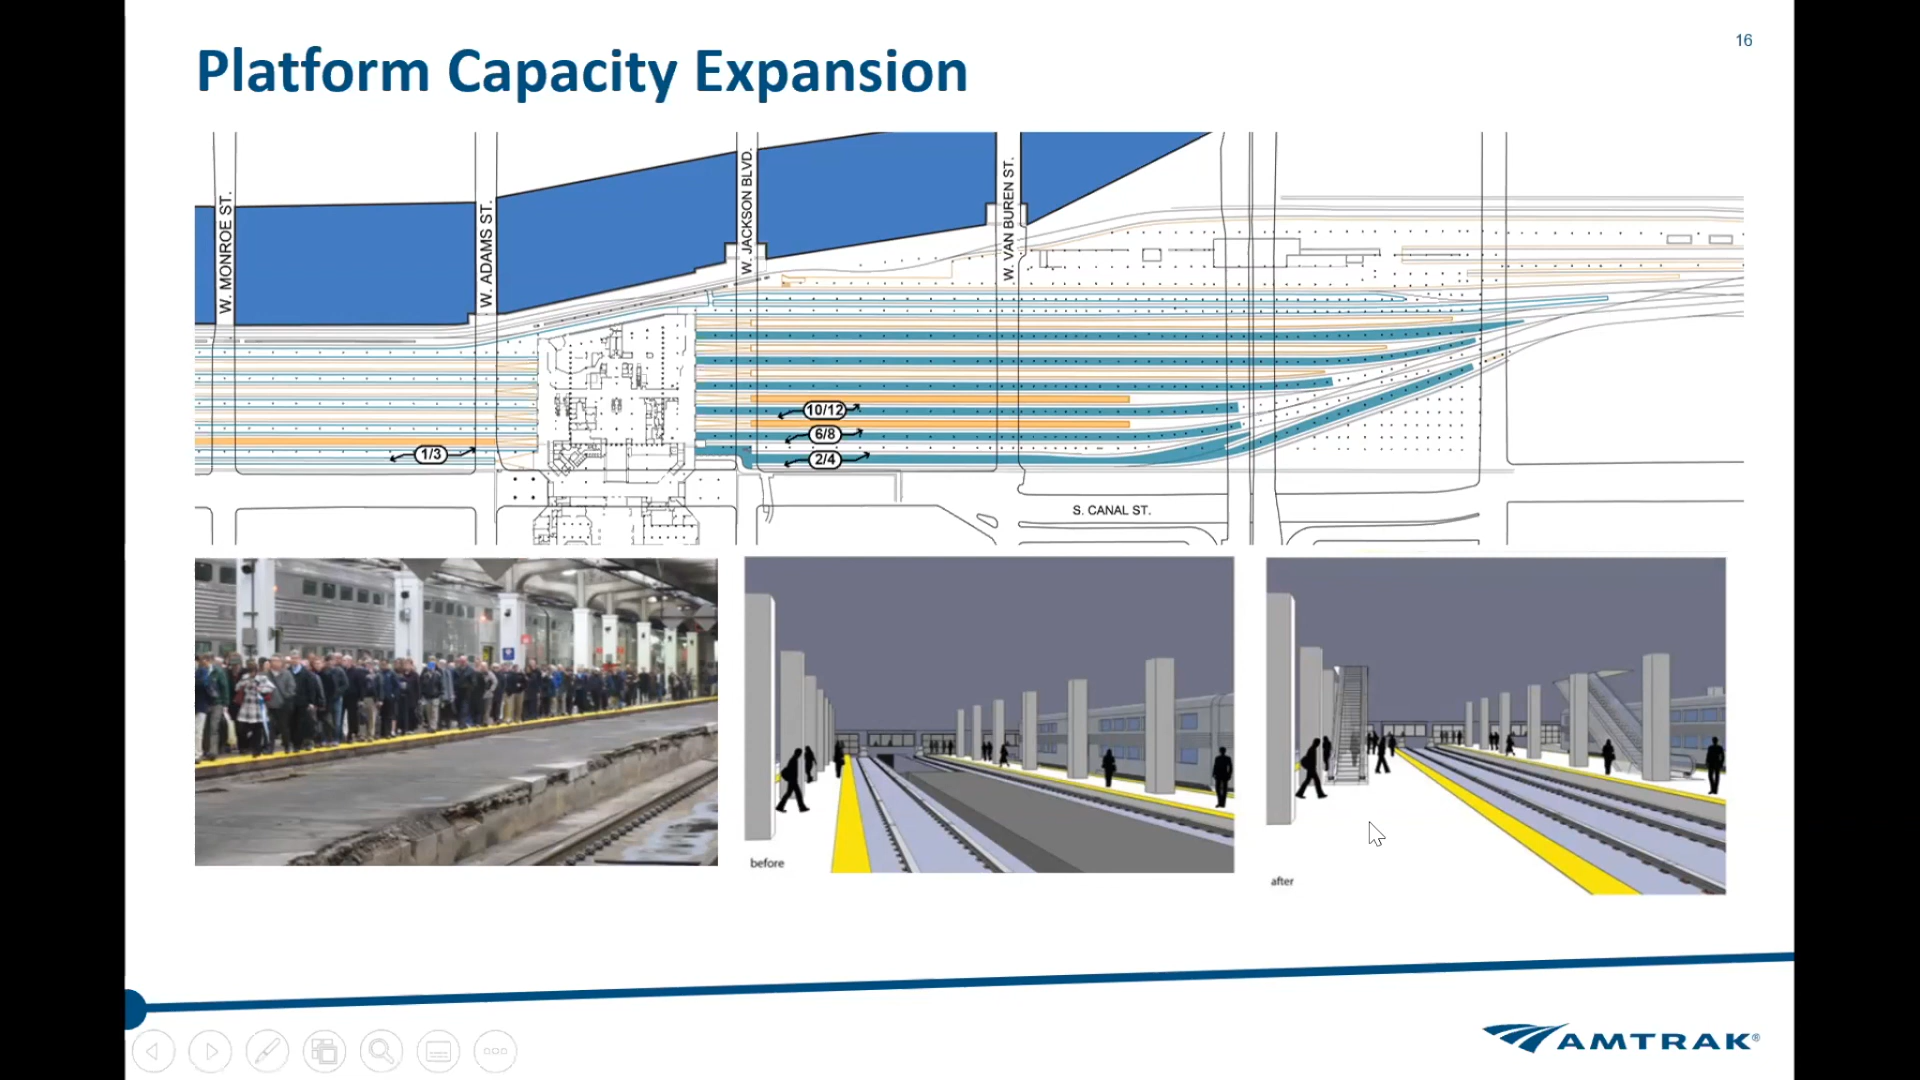 16
Platform Capacity Expansion
W. MONROE ST.
W. ADAMS ST.
W. JACKSON BLVD.
W. VAN BUREN ST.
10/12
6/8
1/3
2/4
S. CANAL ST.
before
after
AMTRAK®